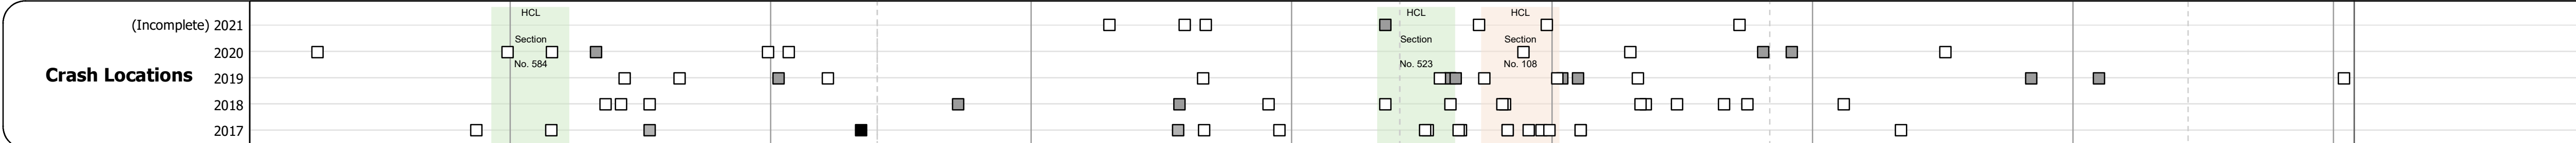 HCL HCL HCL
(Incomplete) 2021
Section Section Section
2020
No. 584 No. 523 No. 108
Crash Locations
2019
2018
2017